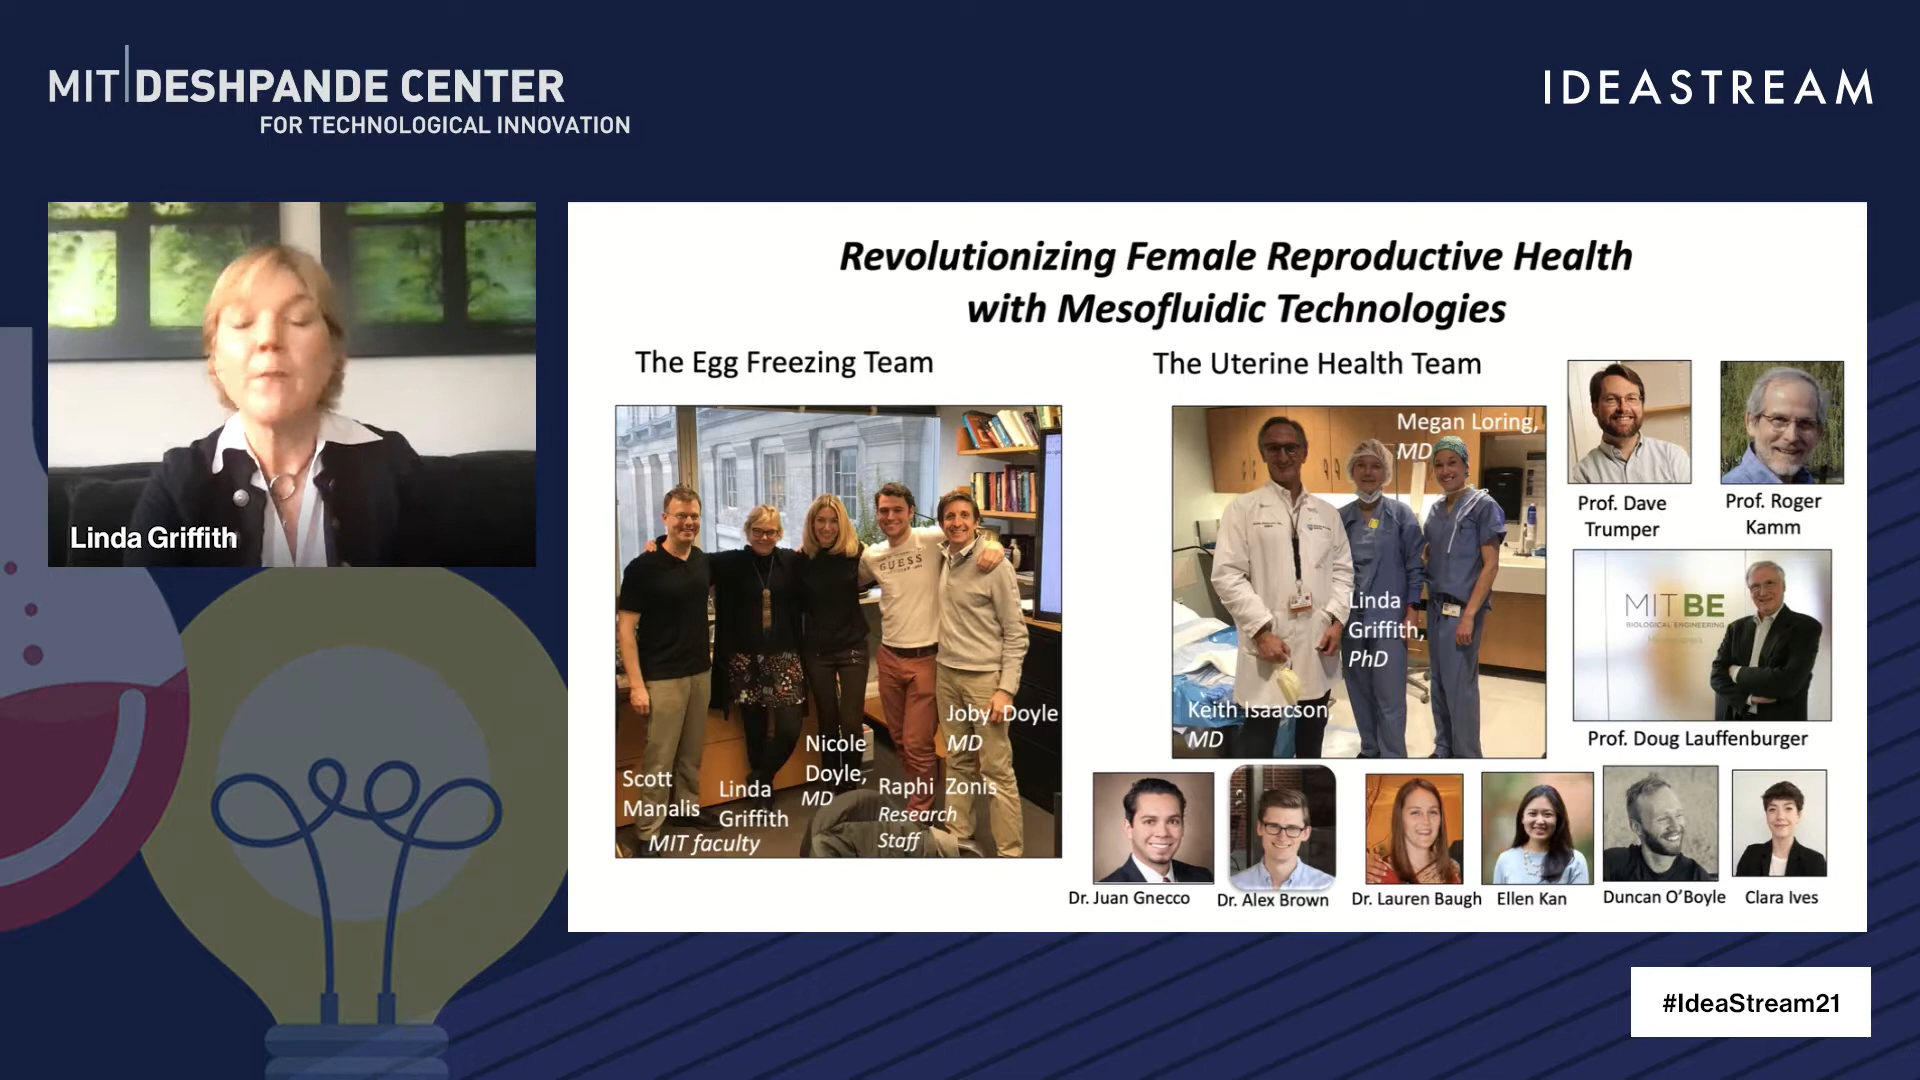 MIT DESHPANDE CENTER
FOR TECHNOLOGICAL INNOVATION
IDEASTREAM
Linda Griffith
Revolutionizing Female Reproductive Health
with Mesofluidic Technologies
The Egg Freezing Team
GUESS
Scott
Manalis
Linda
Griffith
MIT faculty
Nicole
Doyle,
MD
Raphi Zonis
Research
Staff
Joby Doyle
MD
The Uterine Health Team
Megan Loring,
MD
Linda
Griffith,
PhD
Keith Isaacson,
MD
Prof. Dave
Trumper
Prof. Roger
Kamm
MIT BE
BIOLOGICAL ENGINEERING
Prof. Doug Lauffenburger
Dr. Juan Gnecco
Dr. Alex Brown
Dr. Lauren Baugh
Ellen Kan
Duncan O’Boyle
Clara Ives
#IdeaStream21